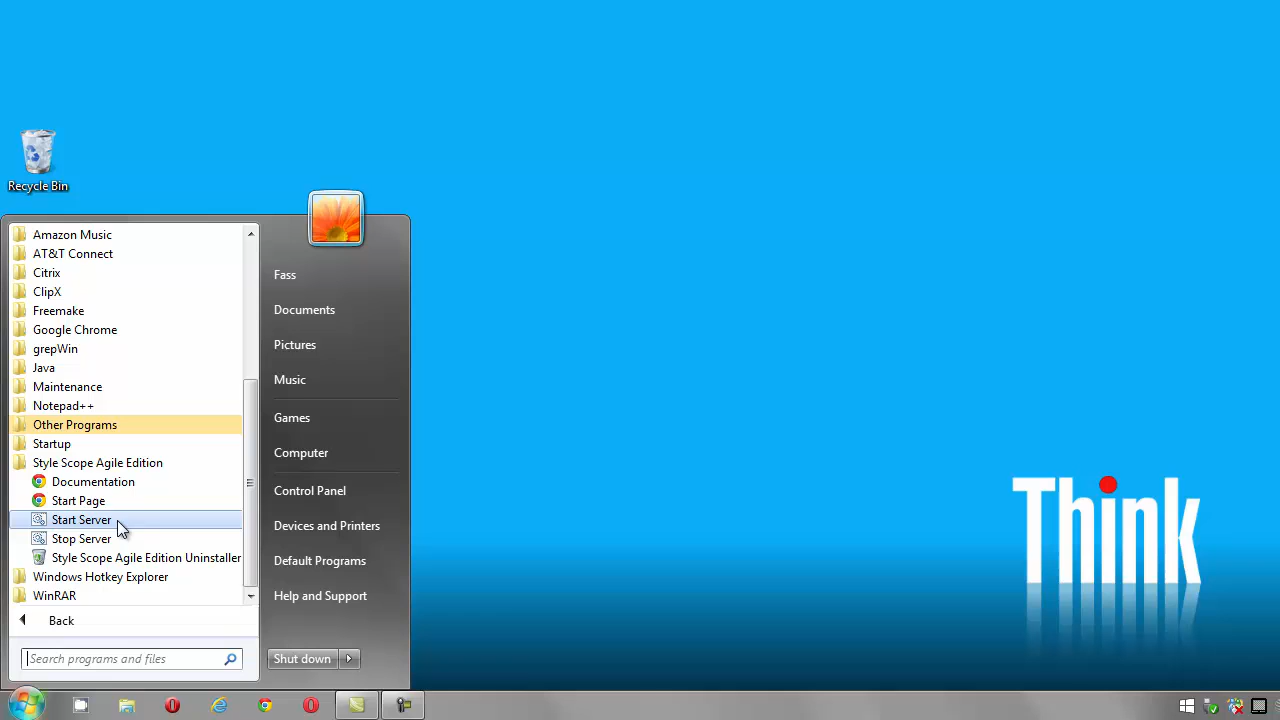 Recycle Bin
Amazon Music
AT&T Connect
Citrix
ClipX
Freemake
Google Chrome
grepWin
Java
Maintenance
Notepad++
Other Programs
Startup
Style Scope Agile Edition
Documentation
Start Page
Start Server
Stop Server
Style Scope Agile Edition Uninstaller
Windows Hotkey Explorer
WinRAR
Back
Search programs and files
Fass
Documents
Pictures
Music
Games
Computer
Control Panel
Devices and Printers
Default Programs
Help and Support
Shut down
Think